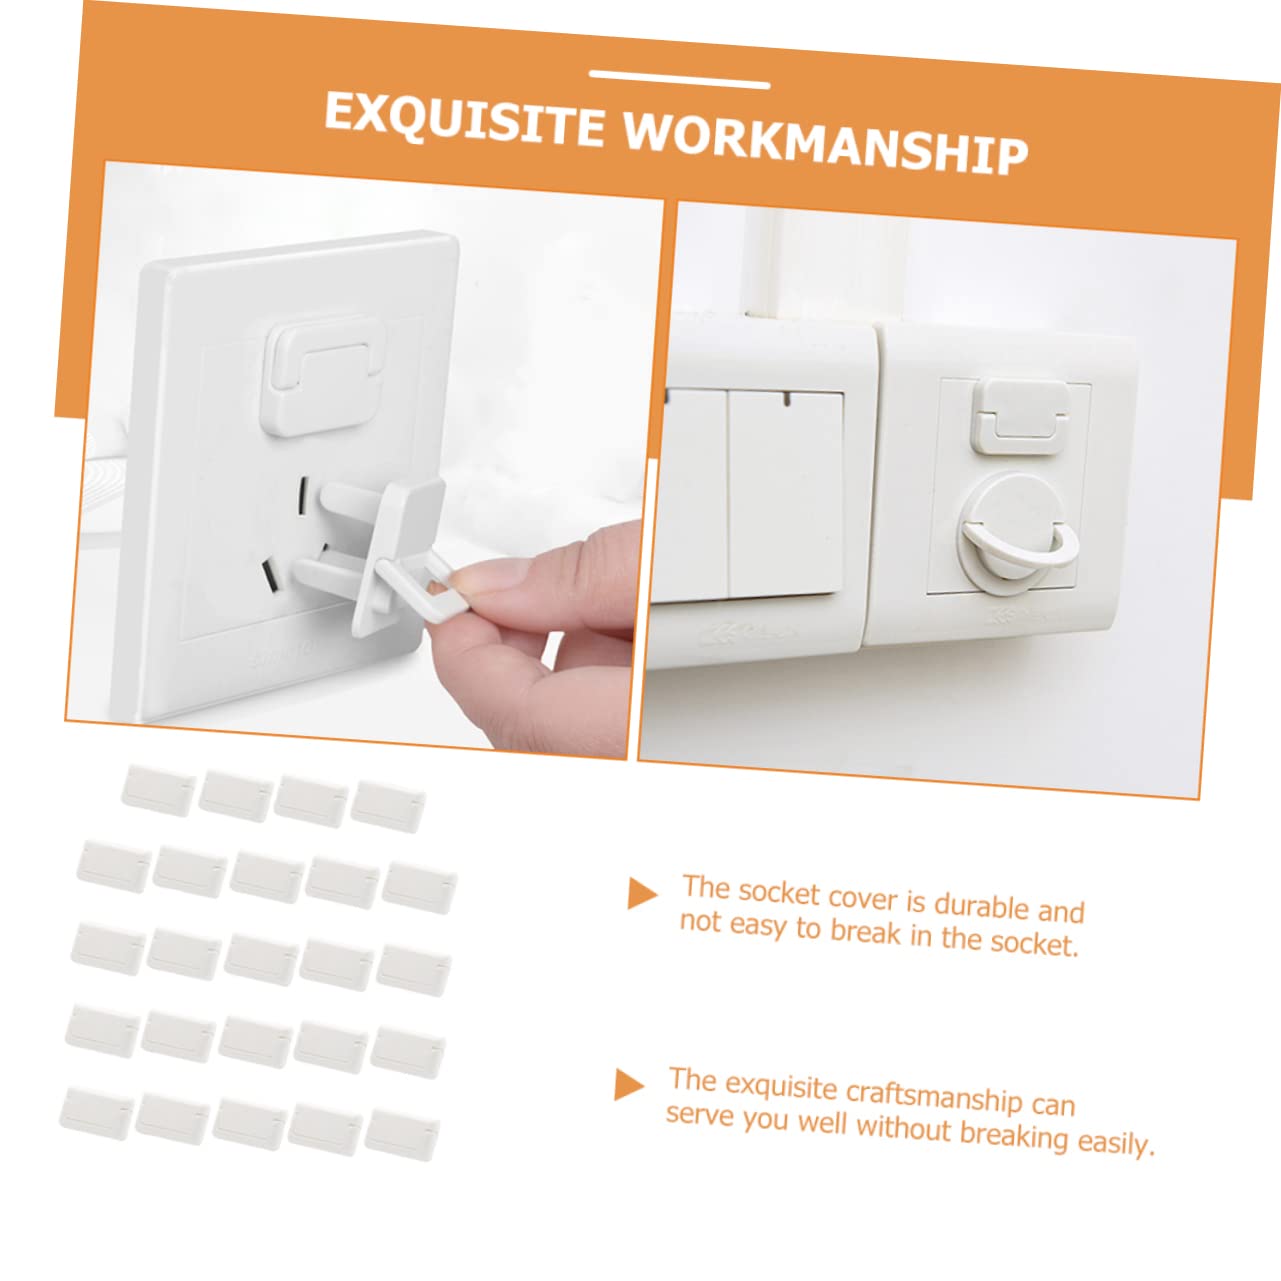 EXQUISITE WORKMANSHIP
The socket cover is durable and
not easy to break in the socket.
The exquisite craftsmanship can
serve you well without breaking easily.